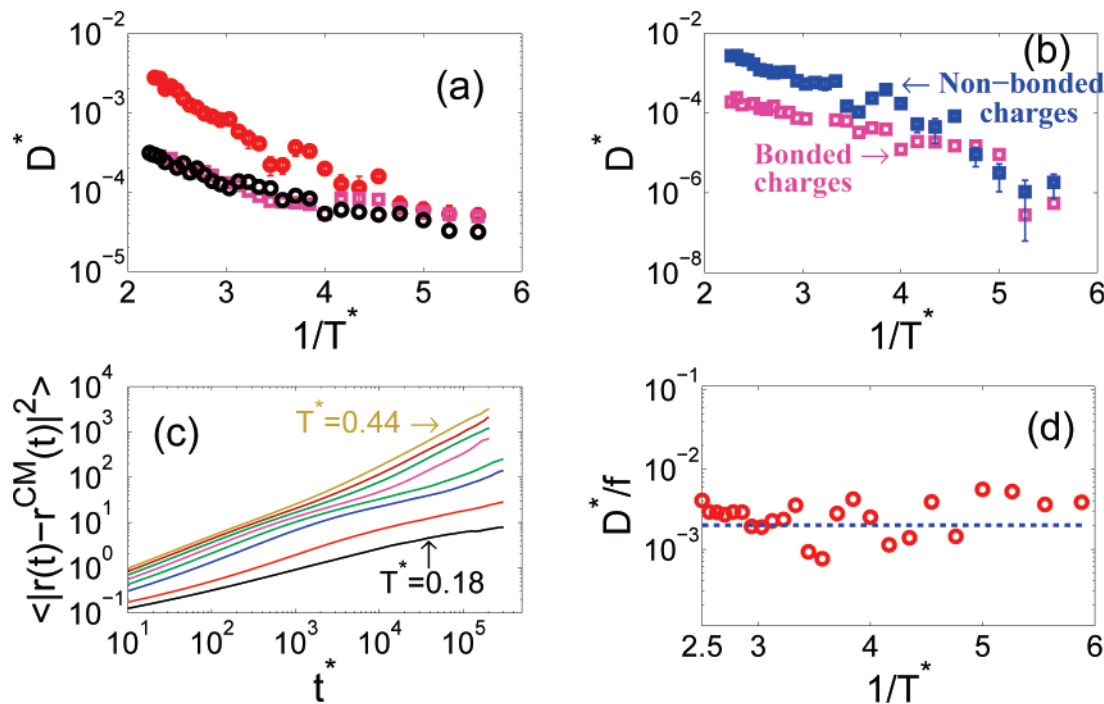 10^-2
10^-3
10^-4
10^-5
D^*
(a)
2 3 4 5 6
1/T^*
10^-2
10^-4
10^-6
10^-8
D^*
(b)
← Non−bonded
charges
Bonded →
charges
2 3 4 5 6
1/T^*
10^4
10^3
10^2
10^1
10^0
10^-1
<|r(t)−r^CM(t)|^2>
(c)
T^*=0.44 →
↑
T^*=0.18
10^1 10^2 10^3 10^4 10^5
t^*
10^-1
10^-2
10^-3
D^*/f
(d)
2.5 3 4 5 6
1/T^*